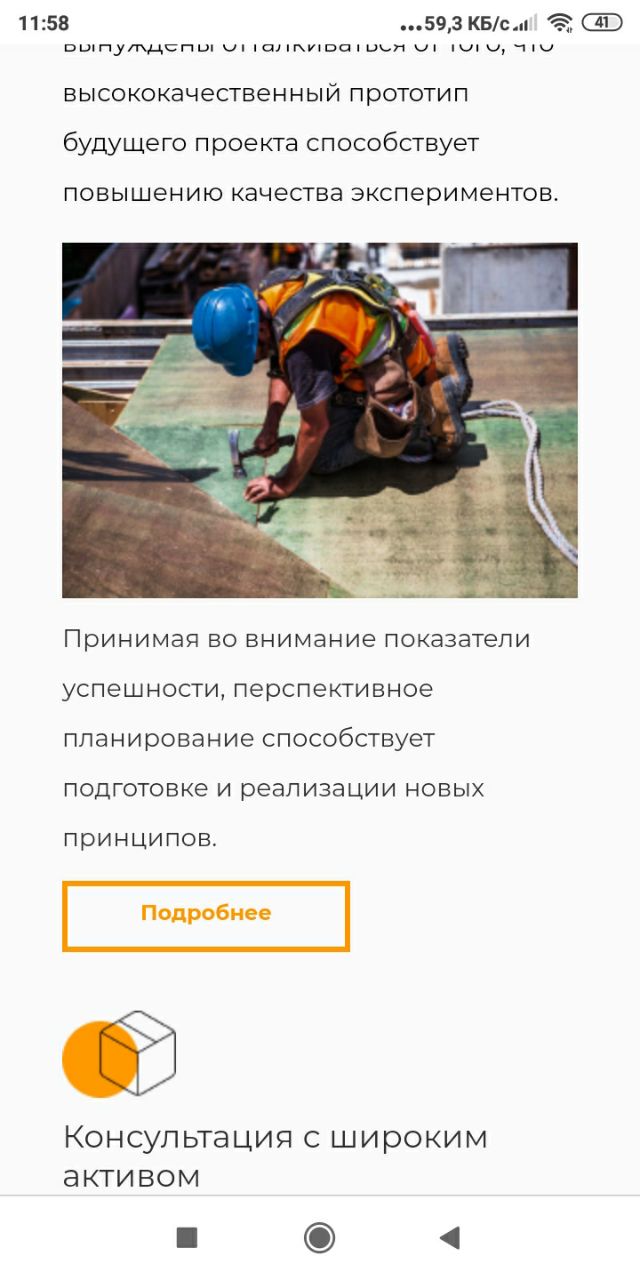 11:58
...59,3 КБ/с
41
вынуждены отталкиваться от того, что
высококачественный прототип
будущего проекта способствует
повышению качества экспериментов.
Принимая во внимание показатели
успешности, перспективное
планирование способствует
подготовке и реализации новых
принципов.
Подробнее
Консультация с широким
активом